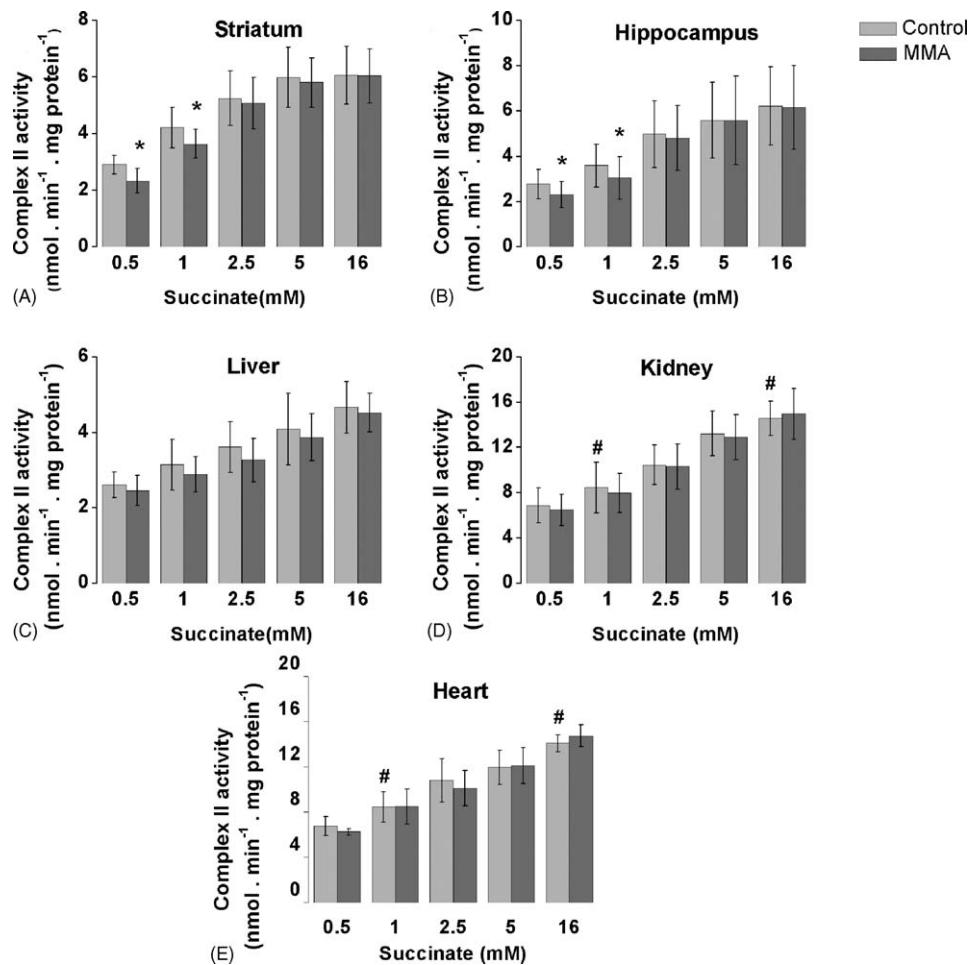 Striatum
8
6
4
2
0
Complex II activity
(nmol . min⁻¹ . mg protein⁻¹)
*
*
0.5 1 2.5 5 16
Succinate(mM)
(A)
Hippocampus
10
8
6
4
2
0
Complex II activity
(nmol . min⁻¹ . mg protein⁻¹)
*
*
0.5 1 2.5 5 16
Succinate (mM)
(B)
Control
MMA
Liver
6
4
2
0
Complex II activity
(nmol . min⁻¹ . mg protein⁻¹)
0.5 1 2.5 5 16
Succinate(mM)
(C)
Kidney
20
16
12
8
4
0
Complex II activity
(nmol . min⁻¹ . mg protein⁻¹)
#
#
0.5 1 2.5 5 16
Succinate (mM)
(D)
Heart
20
16
12
8
4
0
Complex II activity
(nmol . min⁻¹ . mg protein⁻¹)
#
#
0.5 1 2.5 5 16
Succinate (mM)
(E)